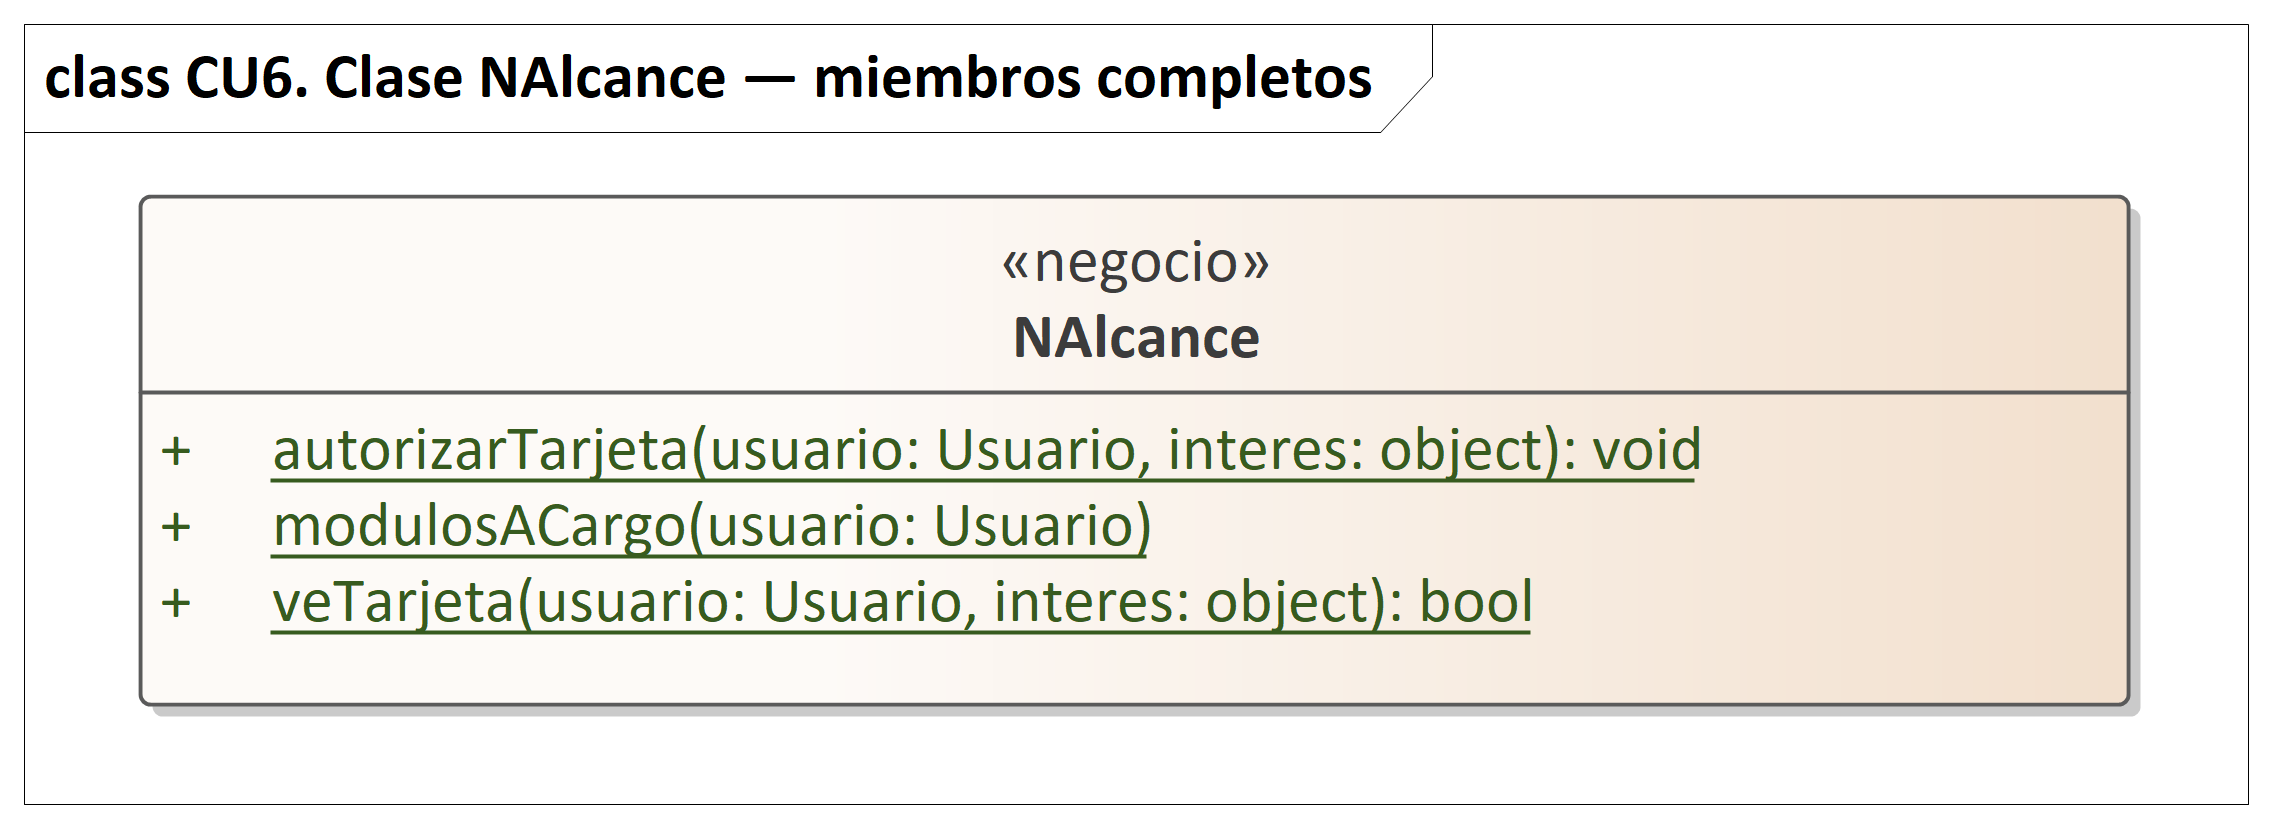 class CU6. Clase NAlcance — miembros completos
«negocio»
NAlcance
+ autorizarTarjeta(usuario: Usuario, interes: object): void
+ modulosACargo(usuario: Usuario)
+ veTarjeta(usuario: Usuario, interes: object): bool